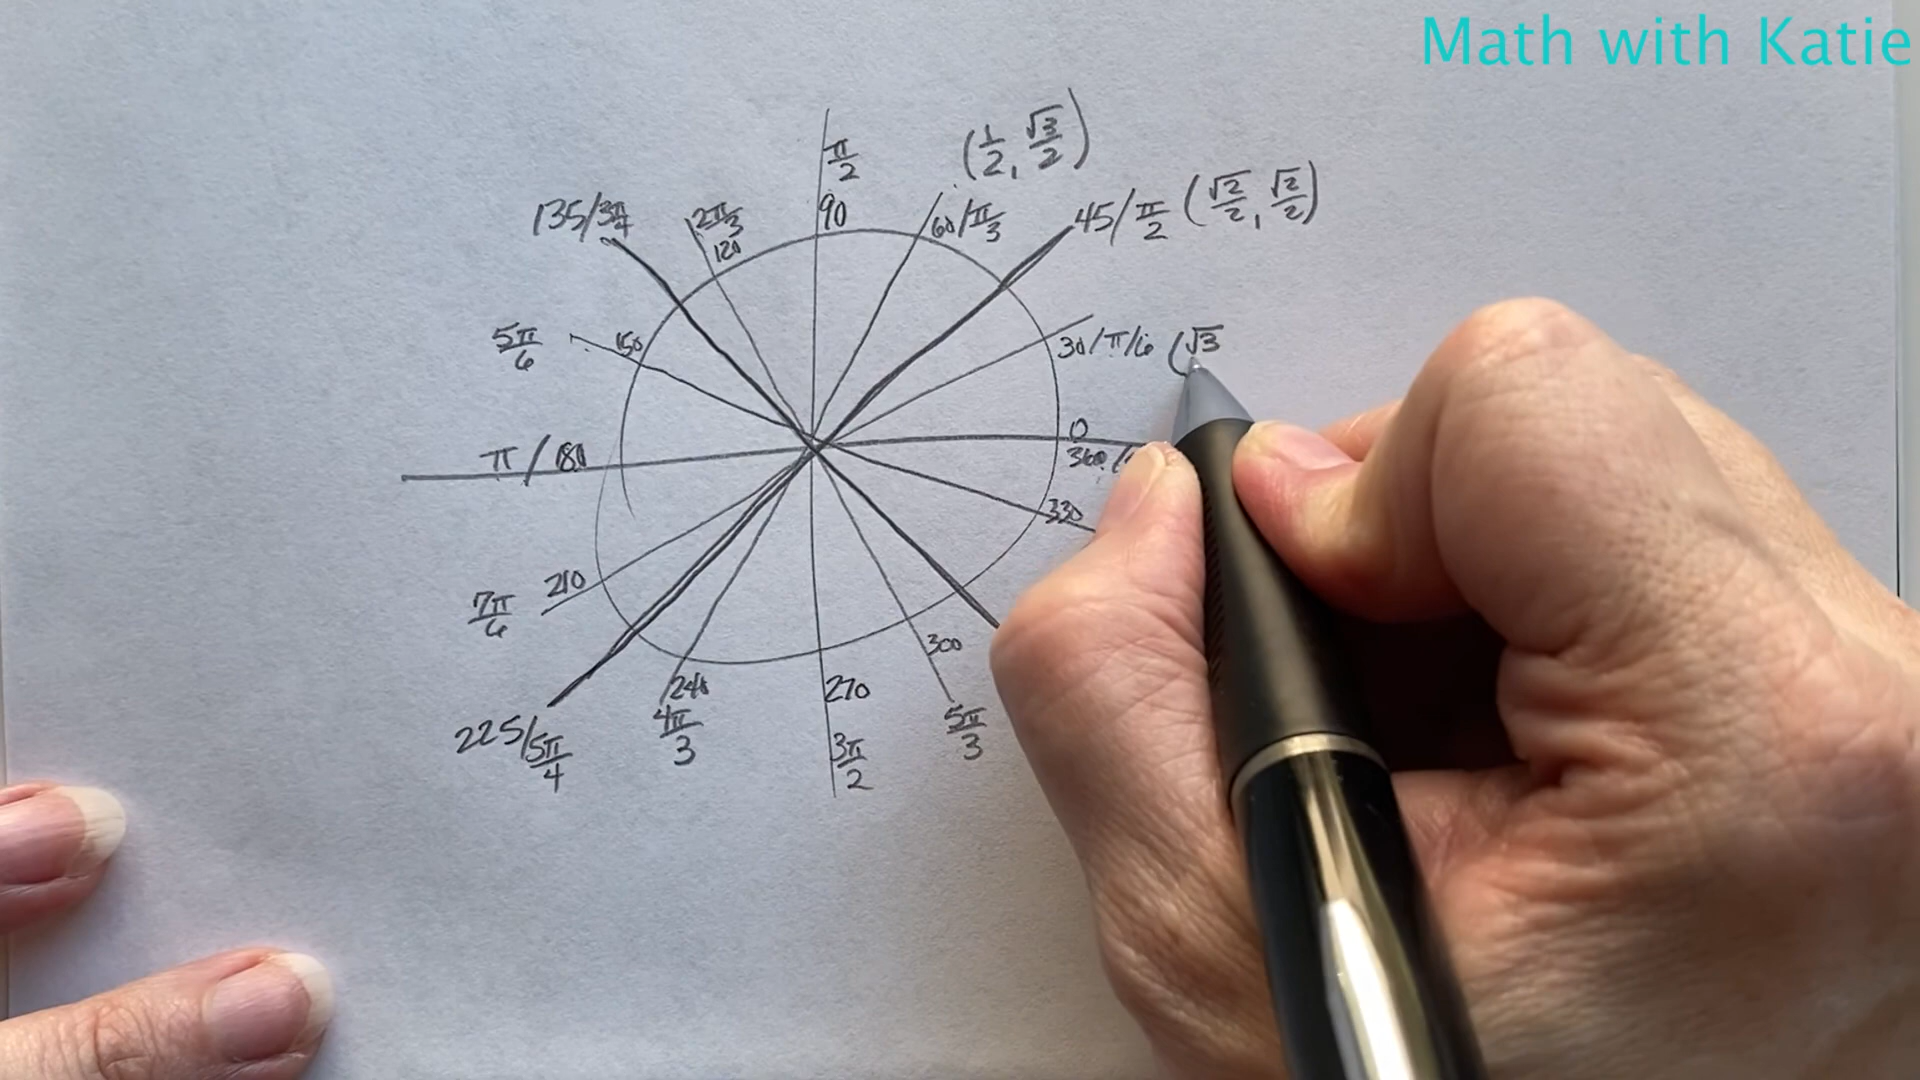 Math with Katie
π/2
(1/2, √3/2)
90
60/π/3
45/π/2 (√2/2, √2/2)
135/3π/4
2π/3
120
5π/6
150
30/π/6 (√3
π/180
0
360/
330
7π/6
210
300
5π/3
225/5π/4
240
4π/3
270
3π/2